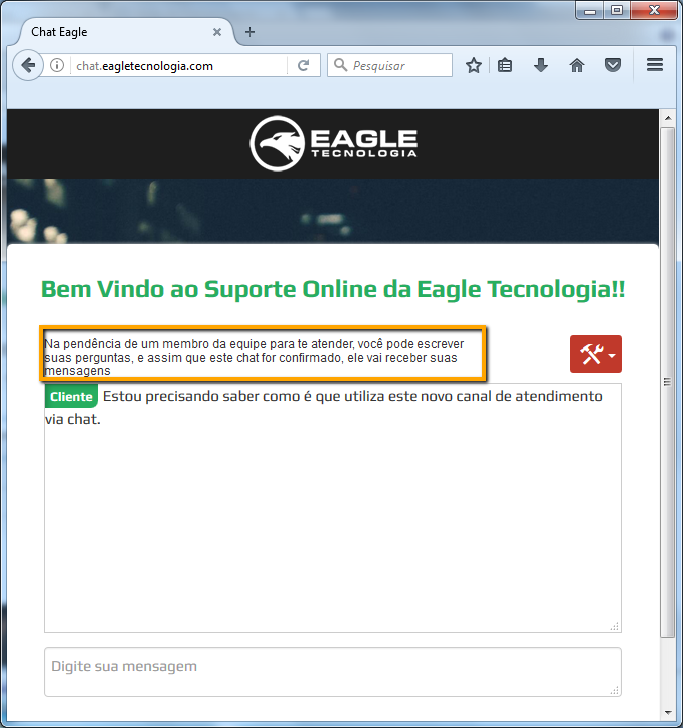 Chat Eagle
chat.eagletecnologia.com
Pesquisar
EAGLE
TECNOLOGIA
Bem Vindo ao Suporte Online da Eagle Tecnologia!!
Na pendência de um membro da equipe para te atender, você pode escrever
suas perguntas, e assim que este chat for confirmado, ele vai receber suas
mensagens
Cliente Estou precisando saber como é que utiliza este novo canal de atendimento
via chat.
Digite sua mensagem